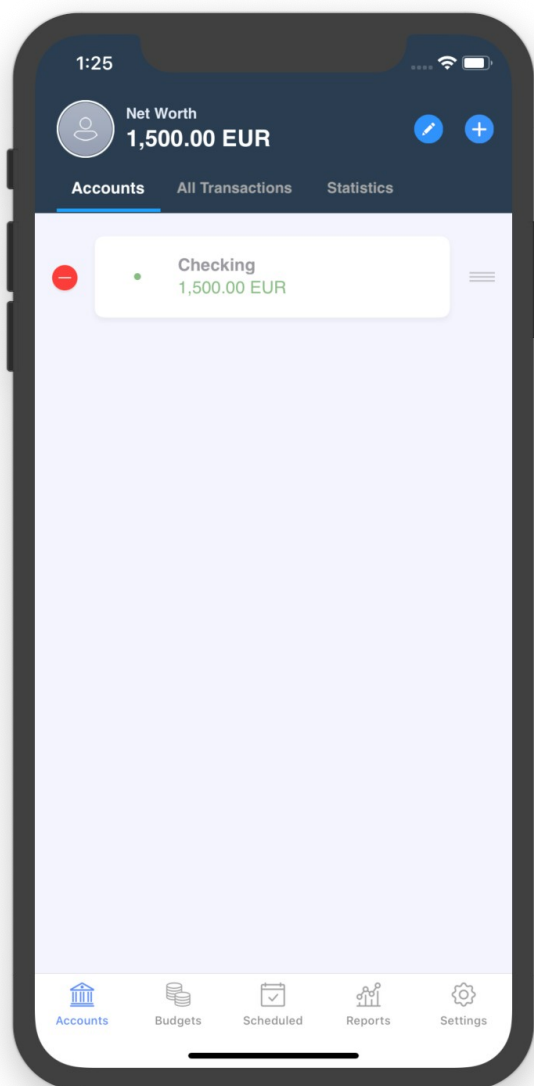 1:25
Net Worth
1,500.00 EUR
Accounts All Transactions Statistics
Checking
1,500.00 EUR
Accounts Budgets Scheduled Reports Settings